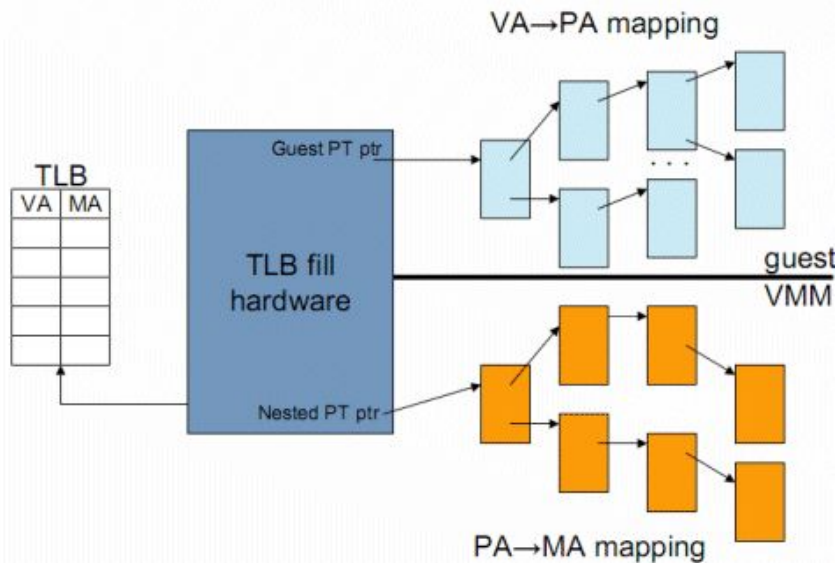 VA→PA mapping
Guest PT ptr
TLB
VA MA
. . .
TLB fill
hardware
guest
VMM
Nested PT ptr
PA→MA mapping